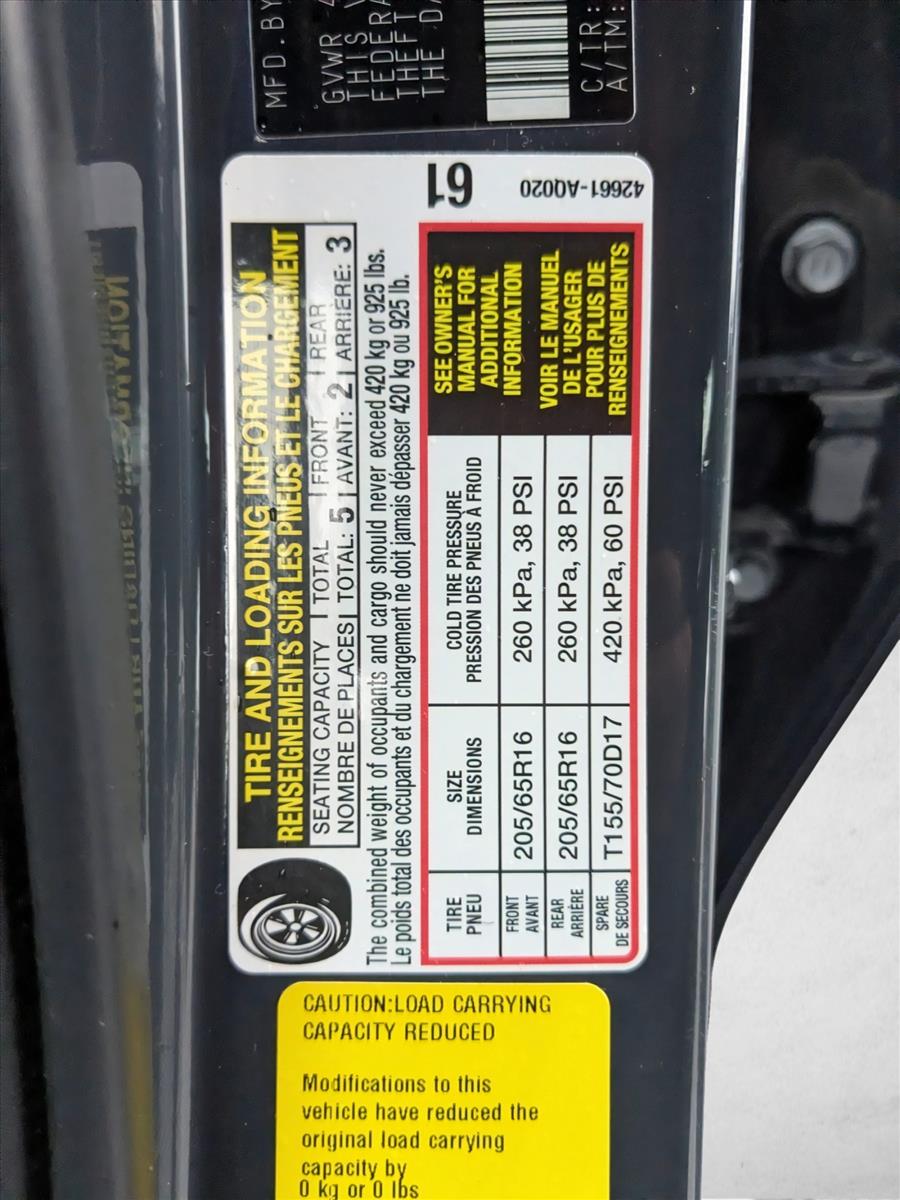 MFD.BY
GVWR
THIS
FEDERA
THEFT
THE DA
C/TR:
A/TM:
TIRE AND LOADING INFORMATION
RENSEIGNEMENTS SUR LES PNEUS ET LE CHARGEMENT
SEATING CAPACITY | TOTAL | FRONT | REAR
NOMBRE DE PLACES | TOTAL: 5 | AVANT: 2 | ARRIÈRE: 3
The combined weight of occupants and cargo should never exceed 420 kg or 925 lbs.
Le poids total des occupants et du chargement ne doit jamais dépasser 420 kg ou 925 lb.
TIRE
PNEU
SIZE
DIMENSIONS
COLD TIRE PRESSURE
PRESSION DES PNEUS À FROID
FRONT
AVANT
205/65R16
260 kPa, 38 PSI
REAR
ARRIÈRE
205/65R16
260 kPa, 38 PSI
SPARE
DE SECOURS
T155/70D17
420 kPa, 60 PSI
SEE OWNER'S
MANUAL FOR
ADDITIONAL
INFORMATION
VOIR LE MANUEL
DE L'USAGER
POUR PLUS DE
RENSEIGNEMENTS
61
42661-AQ020
CAUTION:LOAD CARRYING
CAPACITY REDUCED
Modifications to this
vehicle have reduced the
original load carrying
capacity by
0 kg or 0 lbs